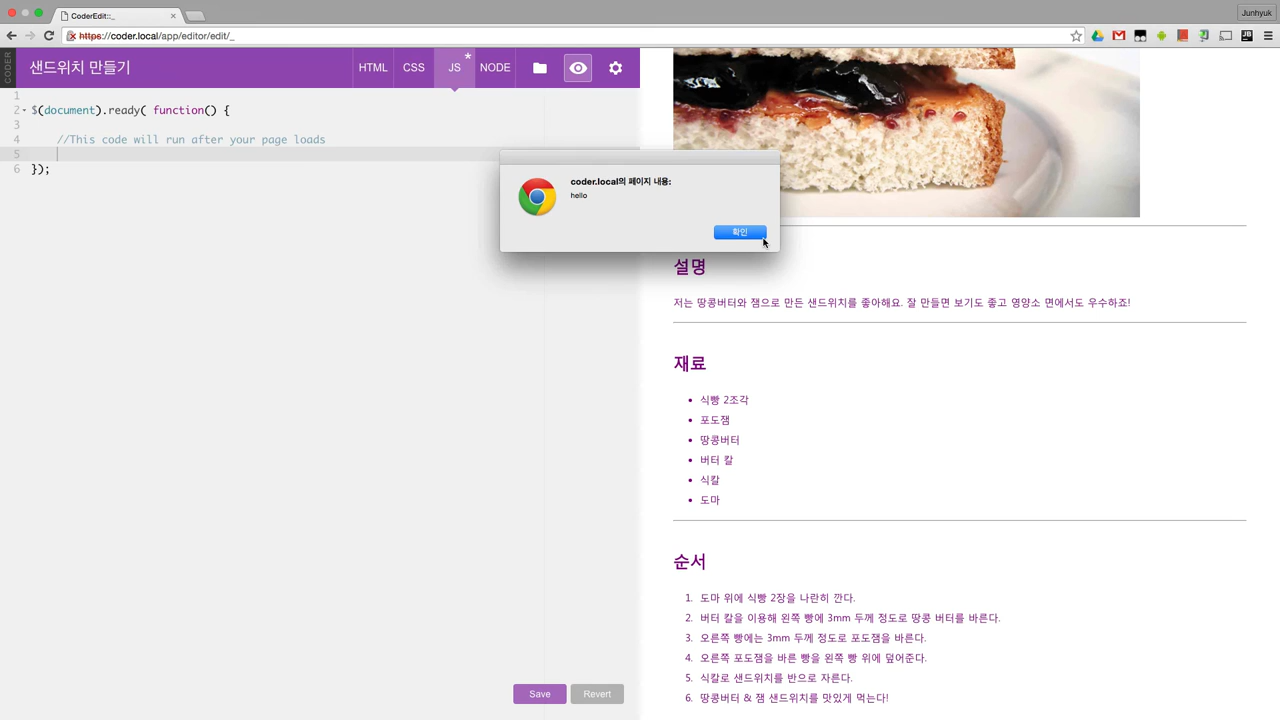 CoderEdit::_
Junhyuk
https://coder.local/app/editor/edit/_
CODER
샌드위치 만들기
HTML
CSS
JS
*
NODE
1
2 $(document).ready( function() {
3
4 //This code will run after your page loads
5
6 });
coder.local의 페이지 내용:
hello
확인
설명
저는 땅콩버터와 잼으로 만든 샌드위치를 좋아해요. 잘 만들면 보기도 좋고 영양소 면에서도 우수하죠!
재료
• 식빵 2조각
• 포도잼
• 땅콩버터
• 버터 칼
• 식칼
• 도마
순서
1. 도마 위에 식빵 2장을 나란히 깐다.
2. 버터 칼을 이용해 왼쪽 빵에 3mm 두께 정도로 땅콩 버터를 바른다.
3. 오른쪽 빵에는 3mm 두께 정도로 포도잼을 바른다.
4. 오른쪽 포도잼을 바른 빵을 왼쪽 빵 위에 덮어준다.
5. 식칼로 샌드위치를 반으로 자른다.
6. 땅콩버터 & 잼 샌드위치를 맛있게 먹는다!
Save
Revert